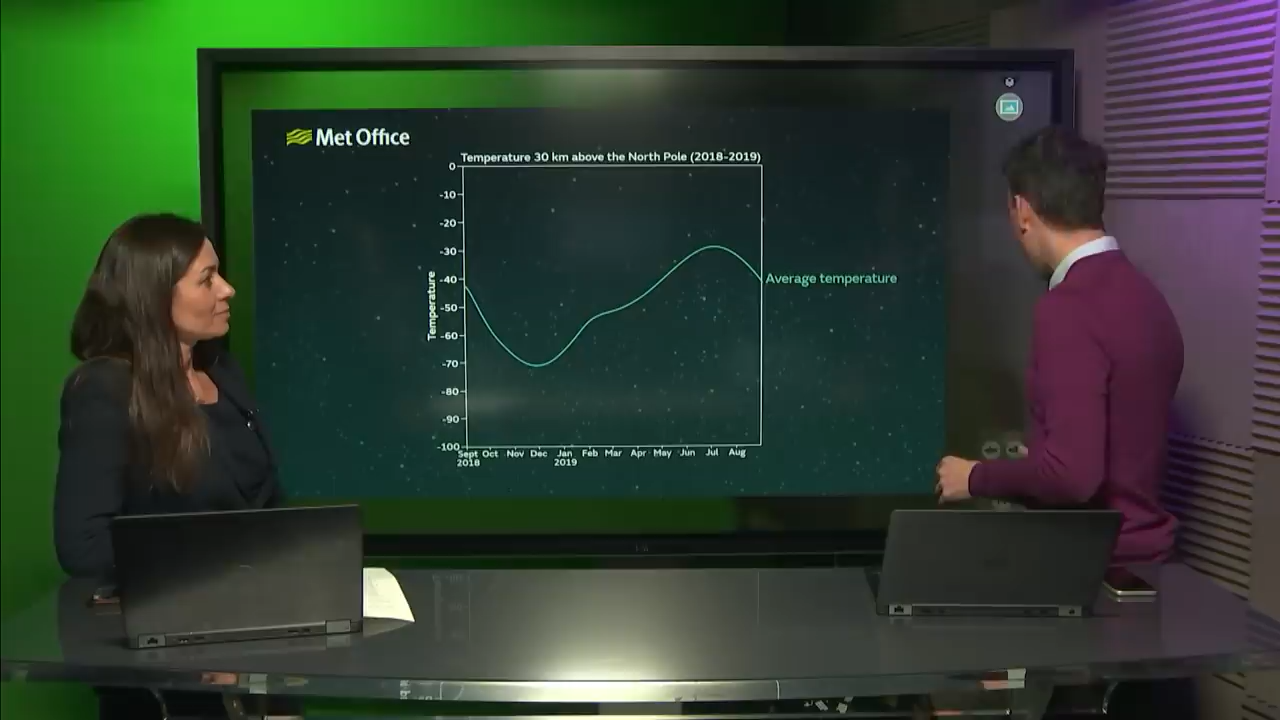 Met Office
Temperature 30 km above the North Pole (2018-2019)
0
-10
-20
-30
-40
-50
-60
-70
-80
-90
-100
Temperature
Average temperature
Sept Oct Nov Dec Jan Feb Mar Apr May Jun Jul Aug
2018 2019